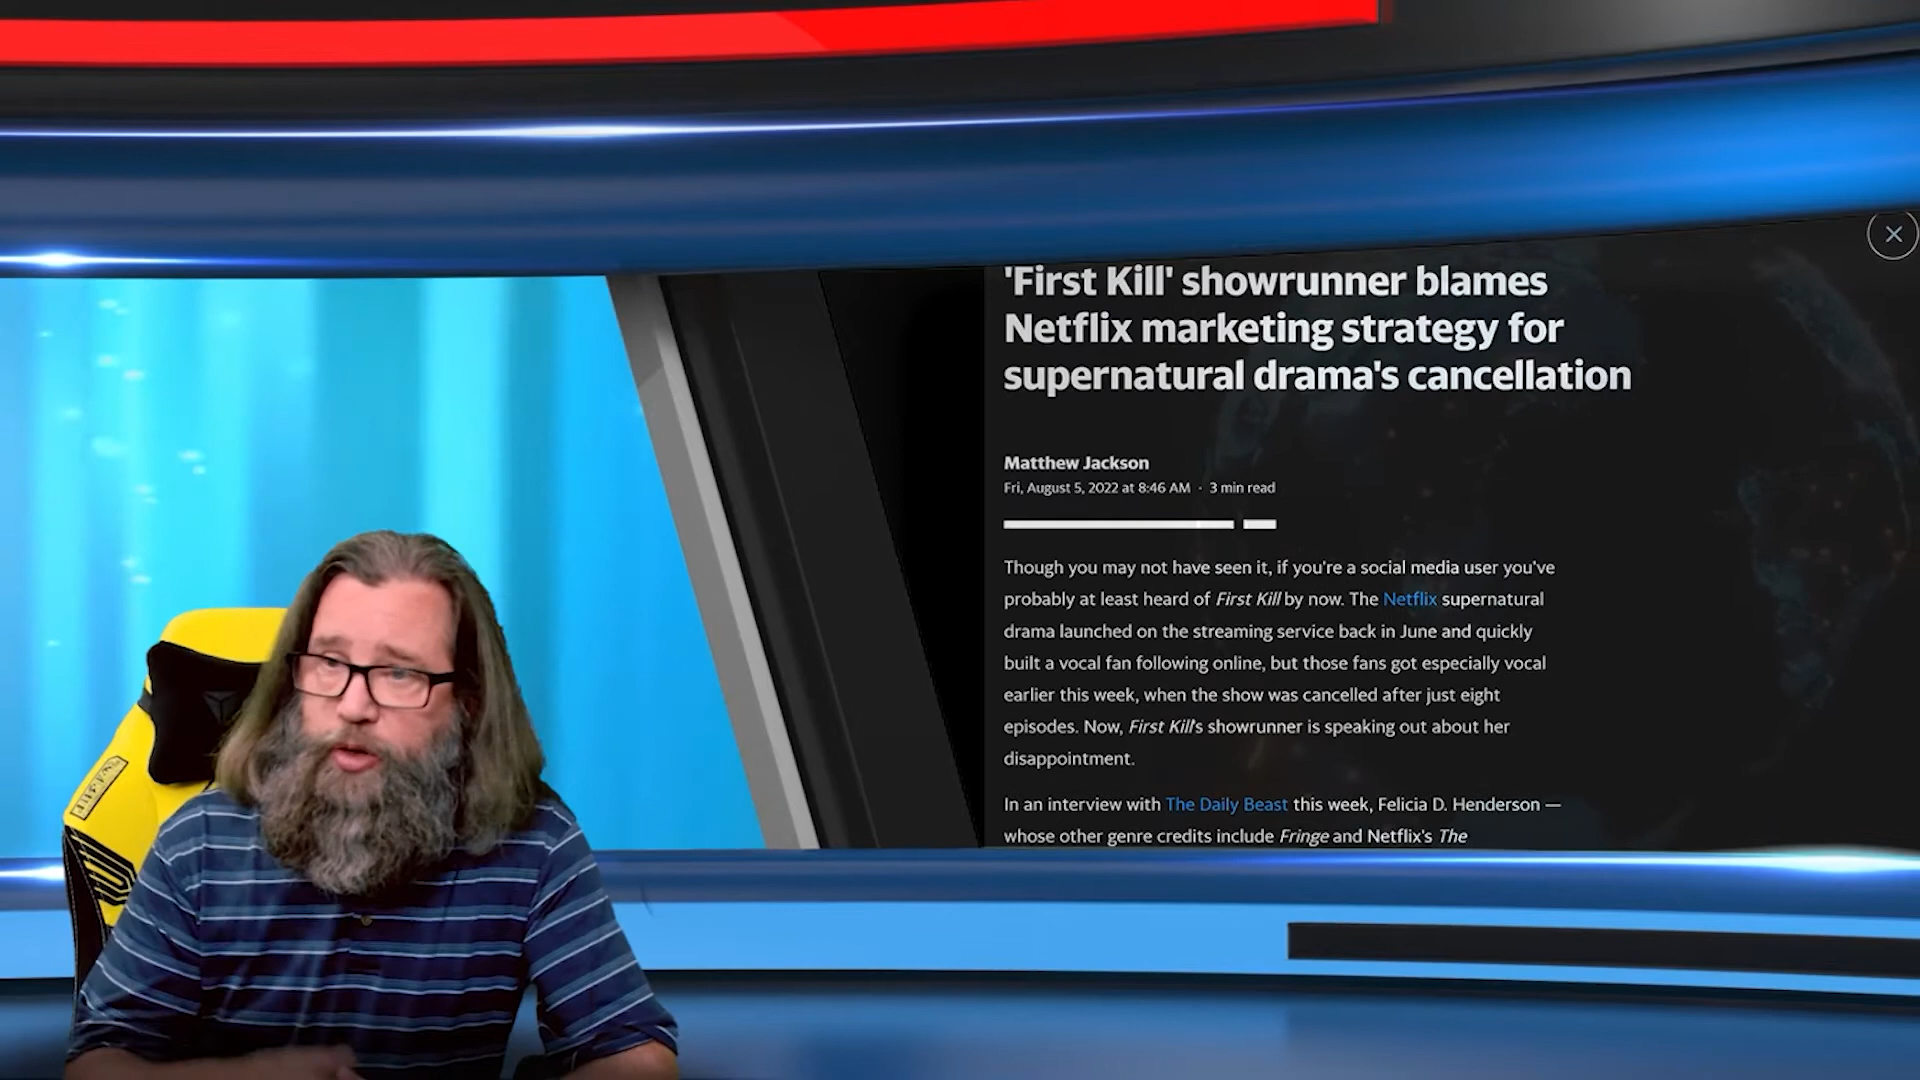 'First Kill' showrunner blames
Netflix marketing strategy for
supernatural drama's cancellation
Matthew Jackson
Fri, August 5, 2022 at 8:46 AM · 3 min read
Though you may not have seen it, if you're a social media user you've
probably at least heard of First Kill by now. The Netflix supernatural
drama launched on the streaming service back in June and quickly
built a vocal fan following online, but those fans got especially vocal
earlier this week, when the show was cancelled after just eight
episodes. Now, First Kill's showrunner is speaking out about her
disappointment.
In an interview with The Daily Beast this week, Felicia D. Henderson —
whose other genre credits include Fringe and Netflix's The